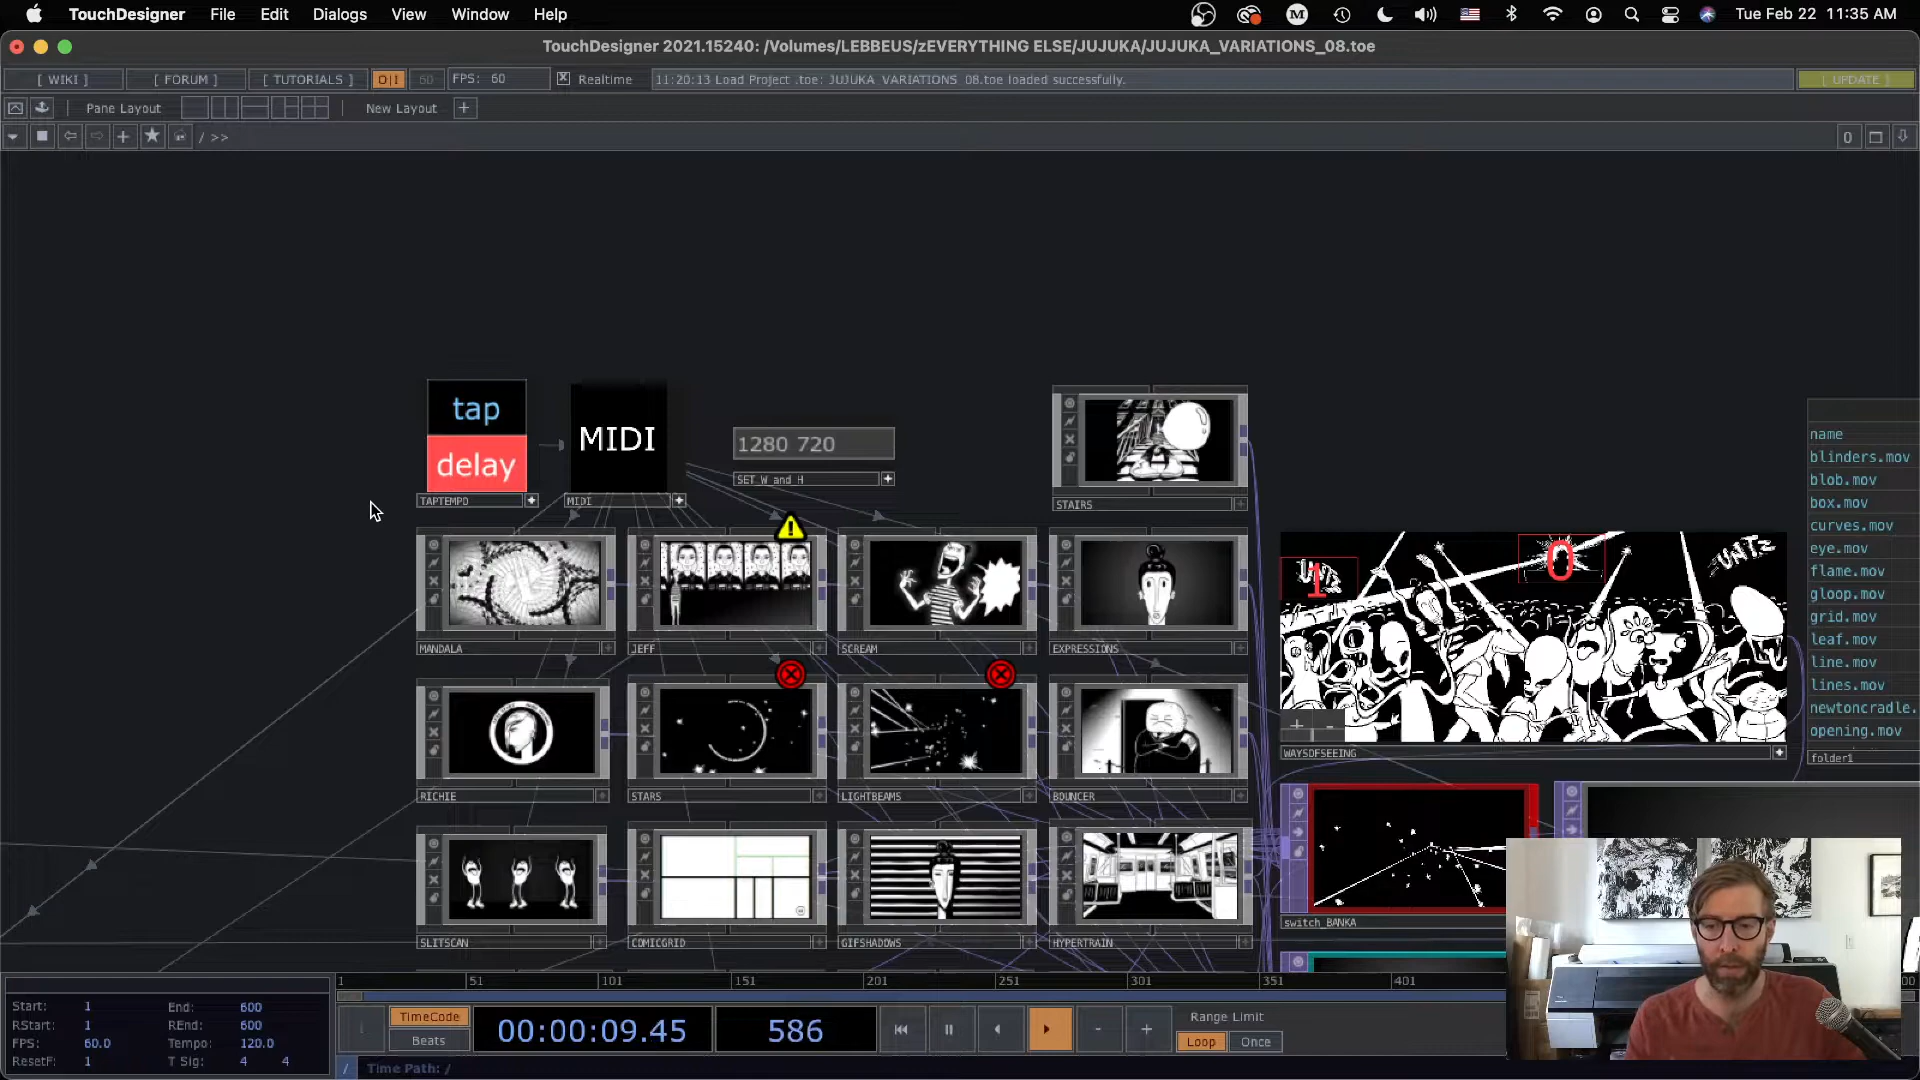 TouchDesigner File Edit Dialogs View Window Help Tue Feb 22 11:35 AM
TouchDesigner 2021.15240: /Volumes/LEBBEUS/zEVERYTHING ELSE/JUJUKA/JUJUKA_VARIATIONS_08.toe
[ WIKI ] [ FORUM ] [ TUTORIALS ] O|I 60 FPS: 60 Realtime 11:20:13 Load Project .toe: JUJUKA_VARIATIONS_08.toe loaded successfully. [ UPDATE ]
Pane Layout New Layout +
/ >> 0
tap
delay
TAPTEMPO
MIDI
MIDI
1280 720
SET_W_and_H
STAIRS
MANDALA
JEFF
SCREAM
EXPRESSIONS
RICHIE
STARS
LIGHTBEAMS
BOUNCER
SLITSCAN
COMICGRID
GIFSHADOWS
HYPERTRAIN
1
0
UNTZ
+ -
WAYSOFSEEING
switch_BANKA
name
blinders.mov
blob.mov
box.mov
curves.mov
eye.mov
flame.mov
gloop.mov
grid.mov
leaf.mov
line.mov
lines.mov
newtoncradle.
opening.mov
folder1
1 51 101 151 201 251 301 351 401
Start: 1 End: 600
RStart: 1 REnd: 600
FPS: 60.0 Tempo: 120.0
ResetF: 1 T Sig: 4 4
TimeCode
Beats
00:00:09.45
586
- +
Range Limit
Loop Once
/ Time Path: /